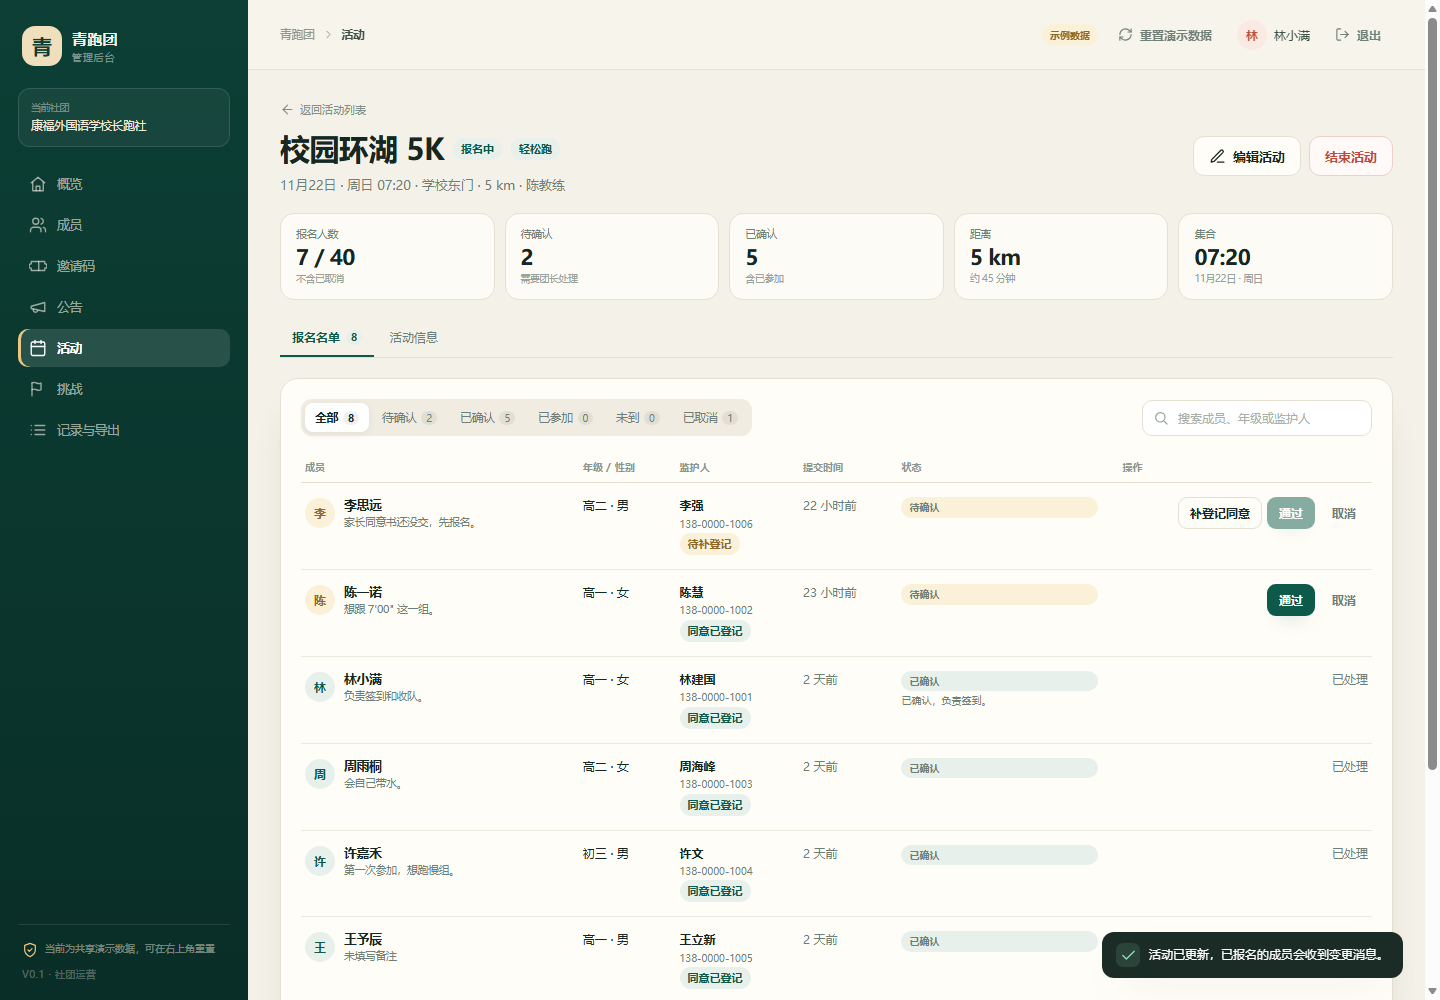 青
青跑团
管理后台
当前社团
康福外国语学校长跑社
概览
成员
邀请码
公告
活动
挑战
记录与导出
当前为共享演示数据，可在右上角重置
V0.1 · 社团运营
青跑团 > 活动
示例数据
重置演示数据
林 林小满
退出
返回活动列表
校园环湖 5K 报名中 轻松跑
11月22日 · 周日 07:20 · 学校东门 · 5 km · 陈教练
编辑活动
结束活动
报名人数
7 / 40
不含已取消
待确认
2
需要团长处理
已确认
5
含已参加
距离
5 km
约 45 分钟
集合
07:20
11月22日 · 周日
报名名单 8
活动信息
全部 8 待确认 2 已确认 5 已参加 0 未到 0 已取消 1
搜索成员、年级或监护人
成员 年级 / 性别 监护人 提交时间 状态 操作
李 李思远 高二 · 男 李强 22 小时前 待确认 补登记同意 通过 取消
家长同意书还没交，先报名。 138-0000-1006
待补登记
陈 陈一诺 高一 · 女 陈慧 23 小时前 待确认 通过 取消
想跟 7'00" 这一组。 138-0000-1002
同意已登记
林 林小满 高一 · 女 林建国 2 天前 已确认 已处理
负责签到和收队。 138-0000-1001 已确认，负责签到。
同意已登记
周 周雨桐 高二 · 女 周海峰 2 天前 已确认 已处理
会自己带水。 138-0000-1003
同意已登记
许 许嘉禾 初三 · 男 许文 2 天前 已确认 已处理
第一次参加，想跑慢组。 138-0000-1004
同意已登记
王 王予辰 高一 · 男 王立新 2 天前 已确认
未填写备注 138-0000-1005
同意已登记
活动已更新，已报名的成员会收到变更消息。